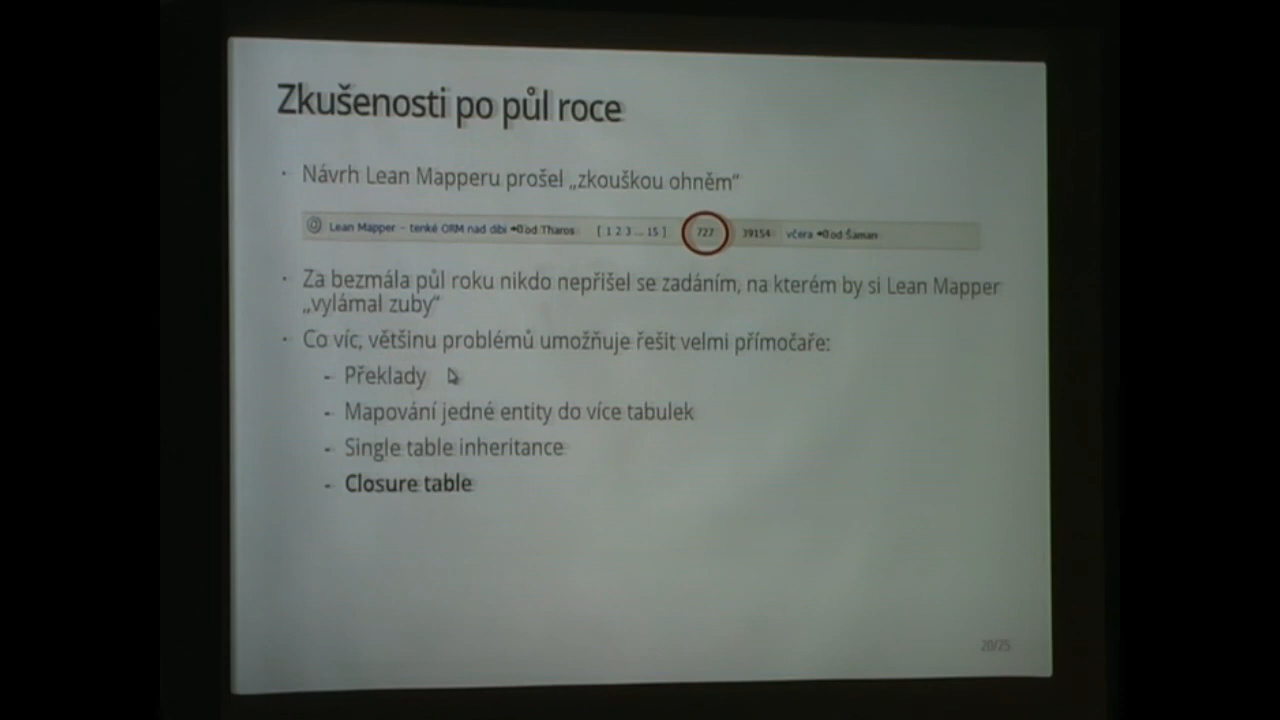 Zkušenosti po půl roce
· Návrh Lean Mapperu prošel „zkouškou ohněm“
Lean Mapper - tenké ORM nad dibi od Tharos [ 1 2 3 ... 15 ] 727 39154 včera od Šaman
· Za bezmála půl roku nikdo nepřišel se zadáním, na kterém by si Lean Mapper
„vylámal zuby“
· Co víc, většinu problémů umožňuje řešit velmi přímočaře:
- Překlady
- Mapování jedné entity do více tabulek
- Single table inheritance
- Closure table
20/25